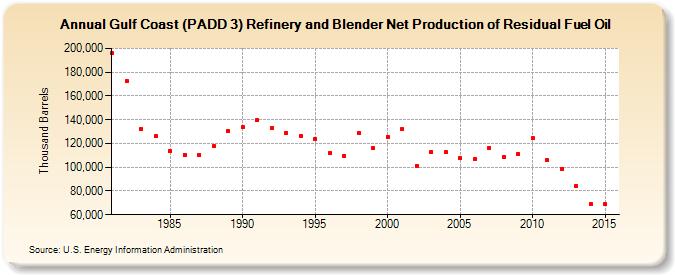 Annual Gulf Coast (PADD 3) Refinery and Blender Net Production of Residual Fuel Oil
Thousand Barrels
200,000
180,000
160,000
140,000
120,000
100,000
80,000
60,000
1985 1990 1995 2000 2005 2010 2015
Source: U.S. Energy Information Administration